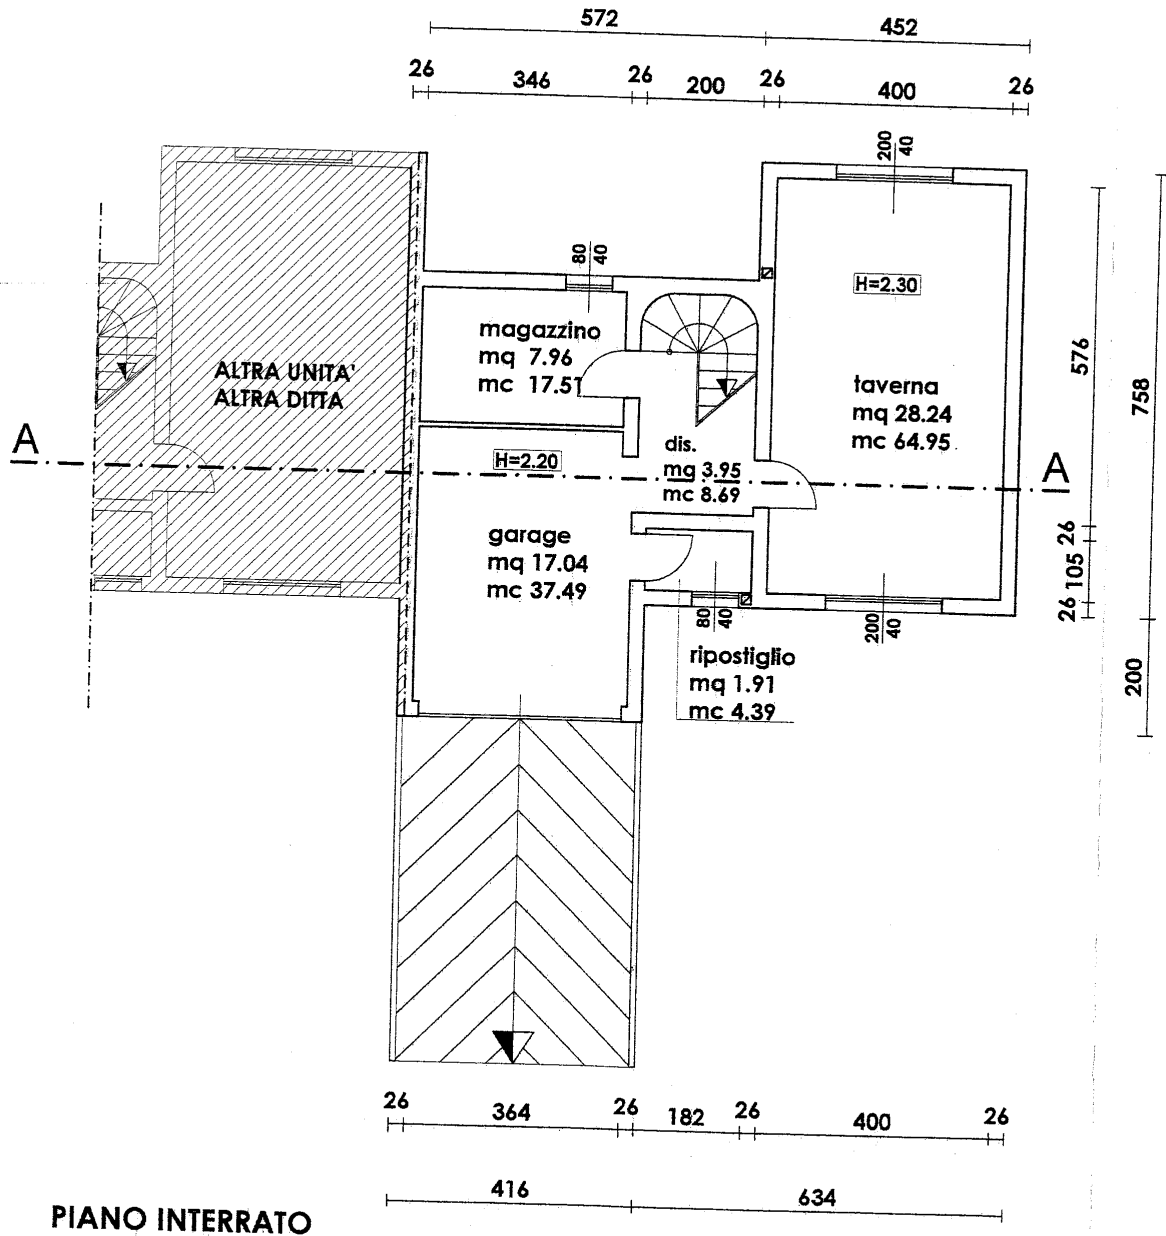 572
452
26
346
26
200
26
400
26
200
40
80
40
H=2.30
magazzino
mq 7.96
mc 17.51
ALTRA UNITA'
ALTRA DITTA
taverna
mq 28.24
mc 64.95
576
758
A
A
H=2.20
dis.
mq 3.95
mc 8.69
garage
mq 17.04
mc 37.49
26
105
26
80
40
200
40
ripostiglio
mq 1.91
mc 4.39
200
26
364
26
182
26
400
26
416
634
PIANO INTERRATO